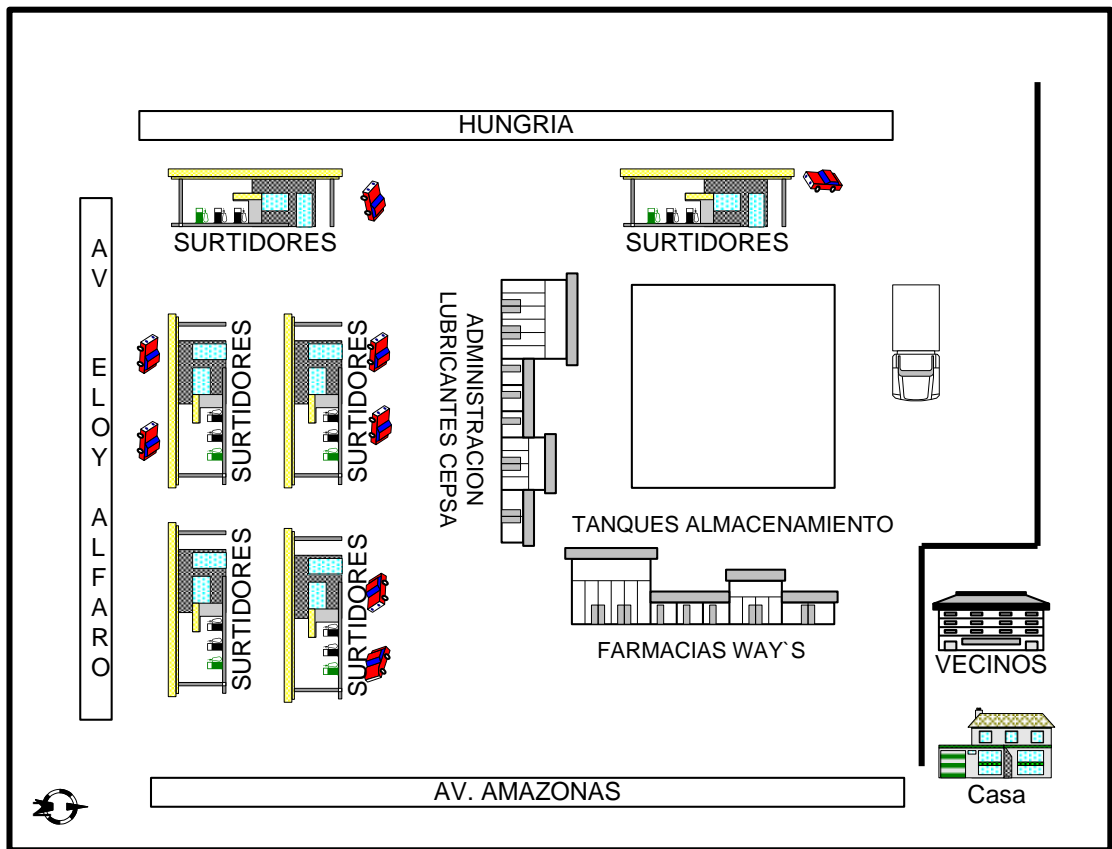 HUNGRIA
SURTIDORES
SURTIDORES
AV ELOY ALFARO
SURTIDORES
SURTIDORES
ADMINISTRACION
LUBRICANTES CEPSA
TANQUES ALMACENAMIENTO
SURTIDORES
SURTIDORES
FARMACIAS WAY`S
VECINOS
AV. AMAZONAS
Casa